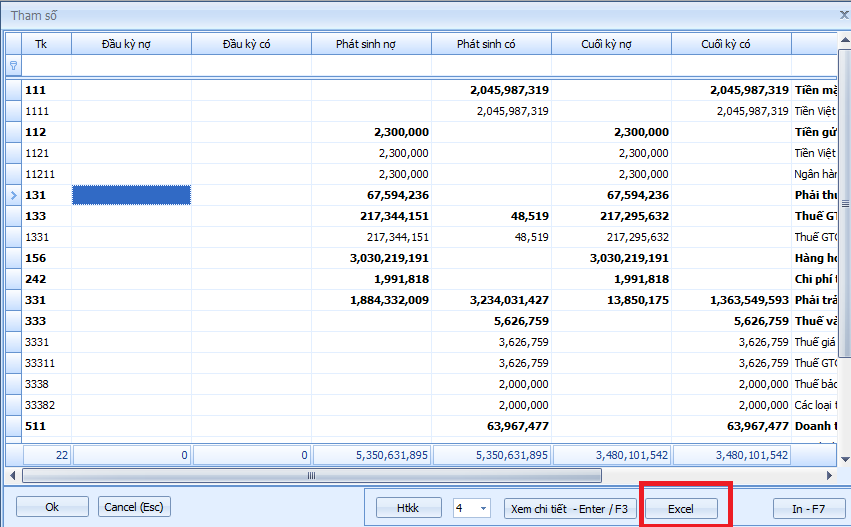 Tham số
Tk Đầu kỳ nợ Đầu kỳ có Phát sinh nợ Phát sinh có Cuối kỳ nợ Cuối kỳ có
111 2,045,987,319 2,045,987,319 Tiền mặ
1111 2,045,987,319 2,045,987,319 Tiền Việt
112 2,300,000 2,300,000 Tiền gử
1121 2,300,000 2,300,000 Tiền Việt
11211 2,300,000 2,300,000 Ngân hàn
131 67,594,236 67,594,236 Phải thu
133 217,344,151 48,519 217,295,632 Thuế GT
1331 217,344,151 48,519 217,295,632 Thuế GTG
156 3,030,219,191 3,030,219,191 Hàng ho
242 1,991,818 1,991,818 Chi phí t
331 1,884,332,009 3,234,031,427 13,850,175 1,363,549,593 Phải trả
333 5,626,759 5,626,759 Thuế và
3331 3,626,759 3,626,759 Thuế giá
33311 3,626,759 3,626,759 Thuế GTG
3338 2,000,000 2,000,000 Thuế bảo
33382 2,000,000 2,000,000 Các loại t
511 63,967,477 63,967,477 Doanh t
22 0 0 5,350,631,895 5,350,631,895 3,480,101,542 3,480,101,542
Ok Cancel (Esc) Htkk 4 Xem chi tiết - Enter / F3 Excel In - F7